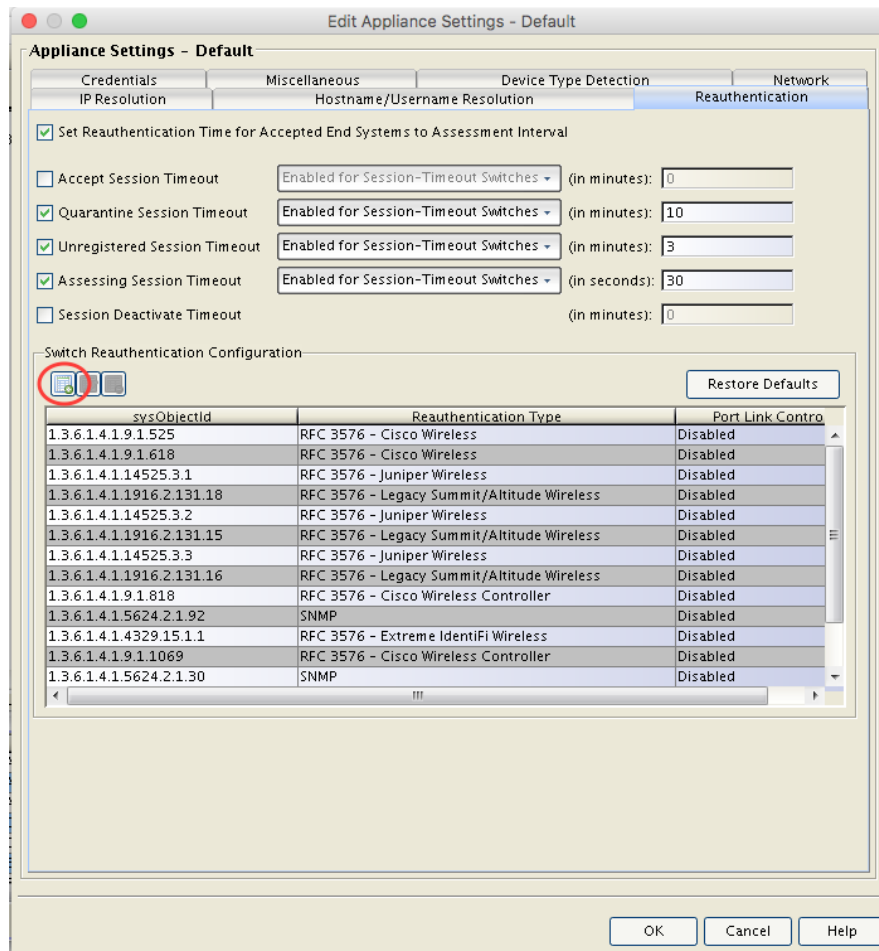 Edit Appliance Settings - Default
Appliance Settings - Default
Credentials Miscellaneous Device Type Detection Network
IP Resolution Hostname/Username Resolution Reauthentication
Set Reauthentication Time for Accepted End Systems to Assessment Interval
Accept Session Timeout Enabled for Session-Timeout Switches (in minutes): 0
Quarantine Session Timeout Enabled for Session-Timeout Switches (in minutes): 10
Unregistered Session Timeout Enabled for Session-Timeout Switches (in minutes): 3
Assessing Session Timeout Enabled for Session-Timeout Switches (in seconds): 30
Session Deactivate Timeout (in minutes): 0
Switch Reauthentication Configuration
Restore Defaults
sysObjectId Reauthentication Type Port Link Contro
1.3.6.1.4.1.9.1.525 RFC 3576 - Cisco Wireless Disabled
1.3.6.1.4.1.9.1.618 RFC 3576 - Cisco Wireless Disabled
1.3.6.1.4.1.14525.3.1 RFC 3576 - Juniper Wireless Disabled
1.3.6.1.4.1.1916.2.131.18 RFC 3576 - Legacy Summit/Altitude Wireless Disabled
1.3.6.1.4.1.14525.3.2 RFC 3576 - Juniper Wireless Disabled
1.3.6.1.4.1.1916.2.131.15 RFC 3576 - Legacy Summit/Altitude Wireless Disabled
1.3.6.1.4.1.14525.3.3 RFC 3576 - Juniper Wireless Disabled
1.3.6.1.4.1.1916.2.131.16 RFC 3576 - Legacy Summit/Altitude Wireless Disabled
1.3.6.1.4.1.9.1.818 RFC 3576 - Cisco Wireless Controller Disabled
1.3.6.1.4.1.5624.2.1.92 SNMP Disabled
1.3.6.1.4.1.4329.15.1.1 RFC 3576 - Extreme IdentiFi Wireless Disabled
1.3.6.1.4.1.9.1.1069 RFC 3576 - Cisco Wireless Controller Disabled
1.3.6.1.4.1.5624.2.1.30 SNMP Disabled
OK Cancel Help